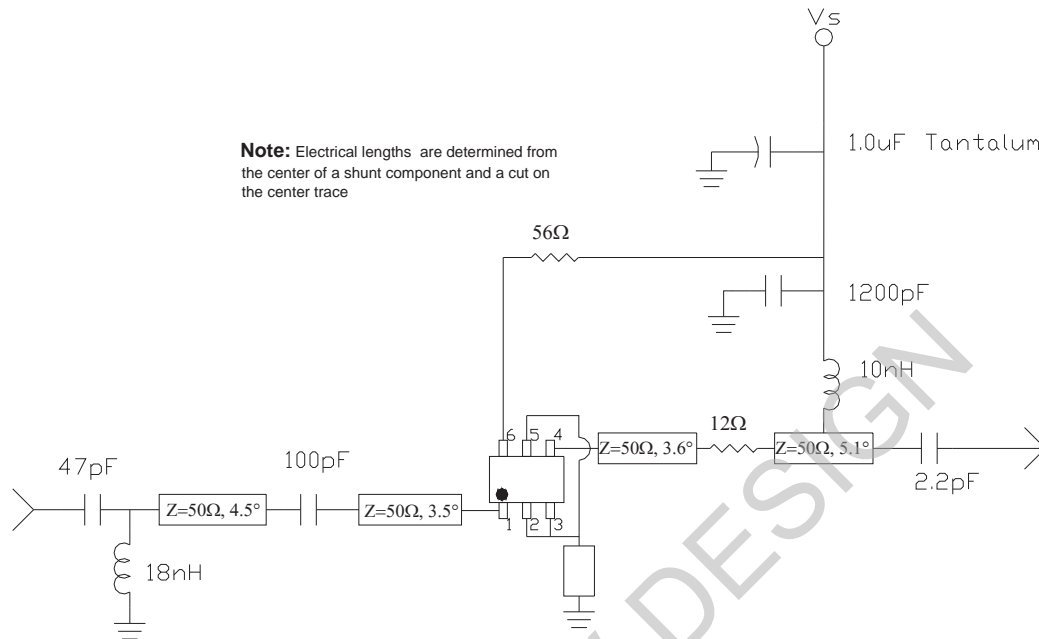 Vs
1.0uF Tantalum
Note: Electrical lengths are determined from
the center of a shunt component and a cut on
the center trace
56Ω
1200pF
10nH
6 5 4
Z=50Ω, 3.6°
12Ω
Z=50Ω, 5.1°
2.2pF
47pF
100pF
Z=50Ω, 4.5°
Z=50Ω, 3.5°
1 2 3
18nH
DESIGN